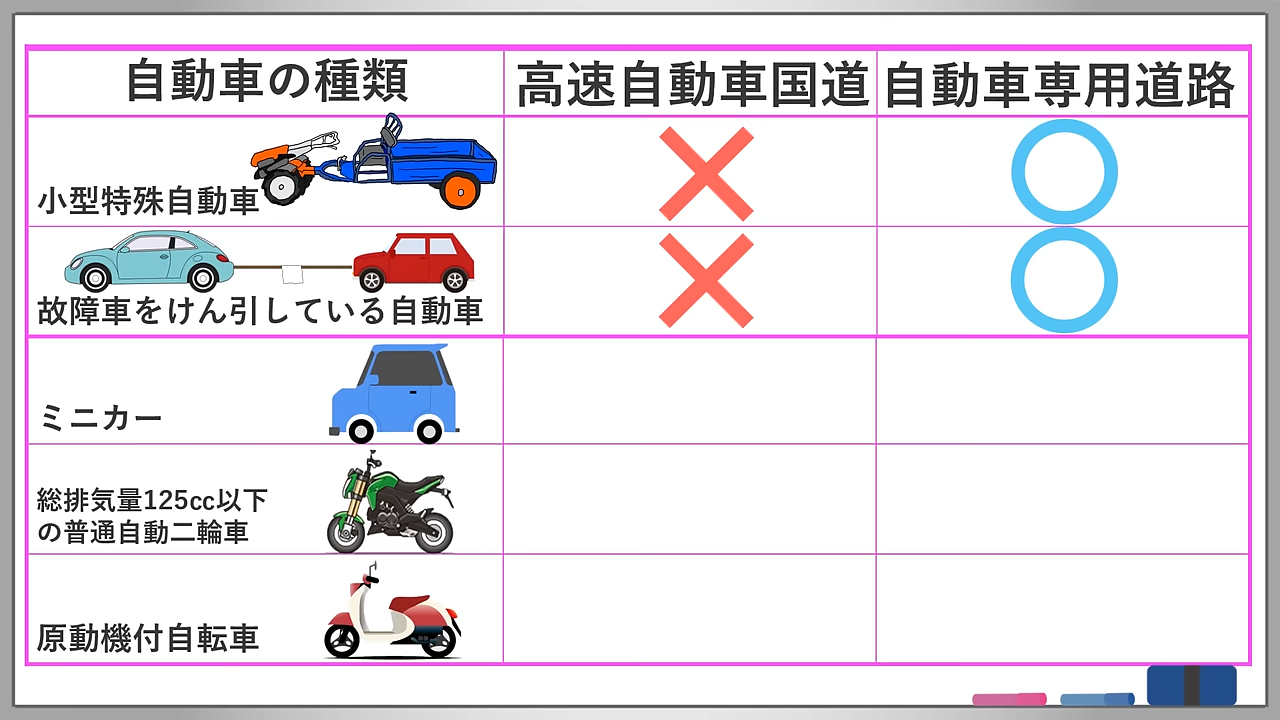 自動車の種類
高速自動車国道
自動車専用道路
小型特殊自動車
故障車をけん引している自動車
ミニカー
総排気量125cc以下
の普通自動二輪車
原動機付自転車